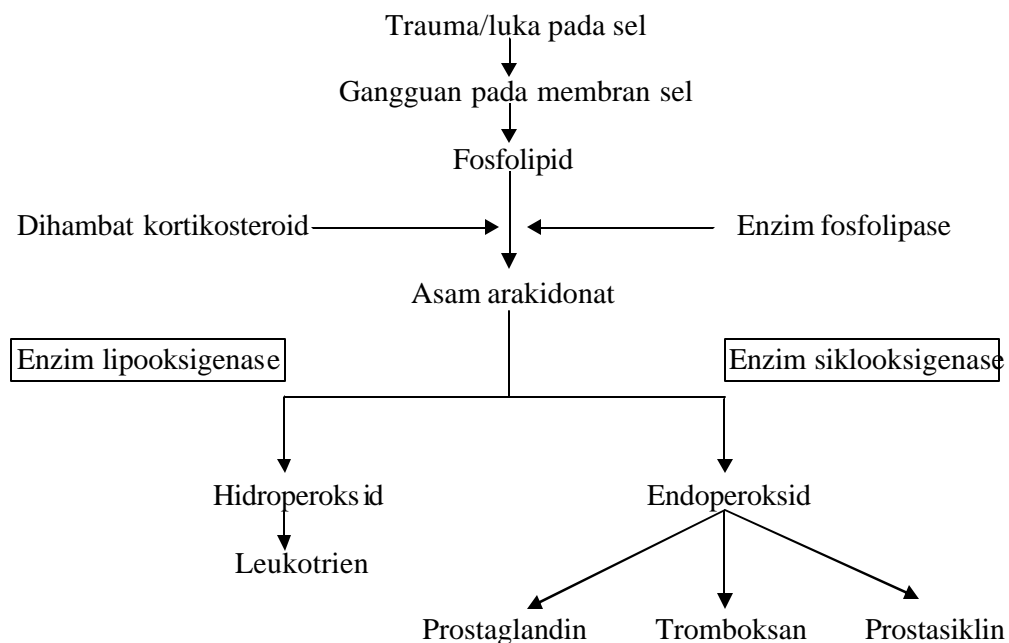 Trauma/luka pada sel
Gangguan pada membran sel
Fosfolipid
Dihambat kortikosteroid
Enzim fosfolipase
Asam arakidonat
Enzim lipooksigenase
Enzim siklooksigenase
Hidroperoksid
Endoperoksid
Leukotrien
Prostaglandin
Tromboksan
Prostasiklin